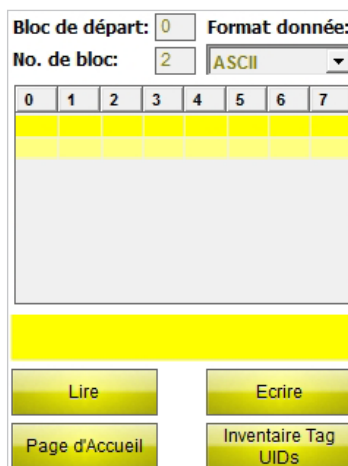 Bloc de départ: 0 Format donnée:
No. de bloc: 2 ASCII
0 1 2 3 4 5 6 7
Lire Ecrire
Page d'Accueil Inventaire Tag
UIDs